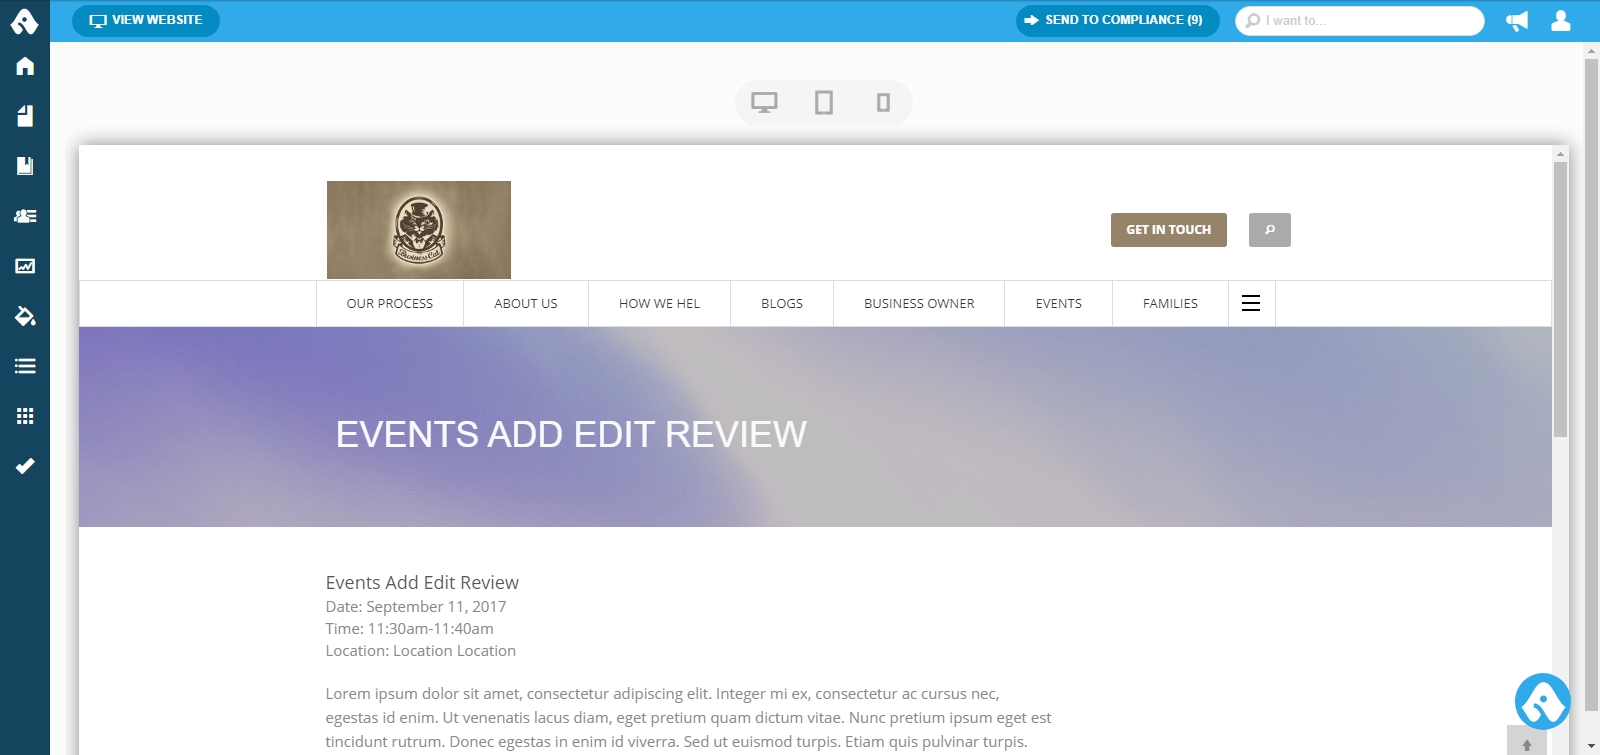 VIEW WEBSITE
SEND TO COMPLIANCE (9)
I want to...
Business Cat
GET IN TOUCH
OUR PROCESS
ABOUT US
HOW WE HEL
BLOGS
BUSINESS OWNER
EVENTS
FAMILIES
EVENTS ADD EDIT REVIEW
Events Add Edit Review
Date: September 11, 2017
Time: 11:30am-11:40am
Location: Location Location
Lorem ipsum dolor sit amet, consectetur adipiscing elit. Integer mi ex, consectetur ac cursus nec,
egestas id enim. Ut venenatis lacus diam, eget pretium quam dictum vitae. Nunc pretium ipsum eget est
tincidunt rutrum. Donec egestas in enim id viverra. Sed ut euismod turpis. Etiam quis pulvinar turpis.